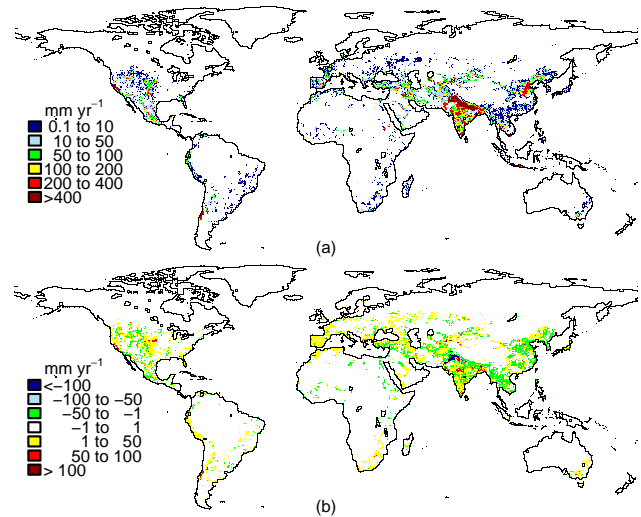 mm yr⁻¹
0.1 to 10
10 to 50
50 to 100
100 to 200
200 to 400
>400
(a)
mm yr⁻¹
<−100
−100 to −50
−50 to −1
−1 to 1
1 to 50
50 to 100
> 100
(b)